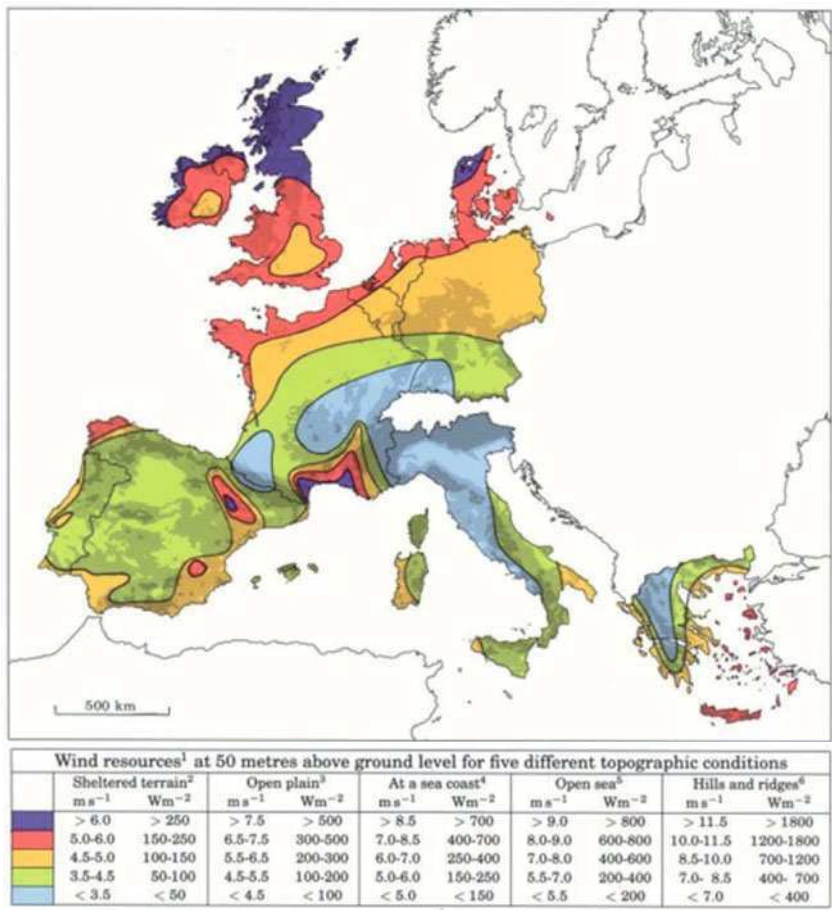 500 km
Wind resources¹ at 50 metres above ground level for five different topographic conditions
Sheltered terrain² Open plain³ At a sea coast⁴ Open sea⁵ Hills and ridges⁶
m s⁻¹ Wm⁻² m s⁻¹ Wm⁻² m s⁻¹ Wm⁻² m s⁻¹ Wm⁻² m s⁻¹ Wm⁻²
> 6.0 > 250 > 7.5 > 500 > 8.5 > 700 > 9.0 > 800 > 11.5 > 1800
5.0-6.0 150-250 6.5-7.5 300-500 7.0-8.5 400-700 8.0-9.0 600-800 10.0-11.5 1200-1800
4.5-5.0 100-150 5.5-6.5 200-300 6.0-7.0 250-400 7.0-8.0 400-600 8.5-10.0 700-1200
3.5-4.5 50-100 4.5-5.5 100-200 5.0-6.0 150-250 5.5-7.0 200-400 7.0- 8.5 400- 700
< 3.5 < 50 < 4.5 < 100 < 5.0 < 150 < 5.5 < 200 < 7.0 < 400